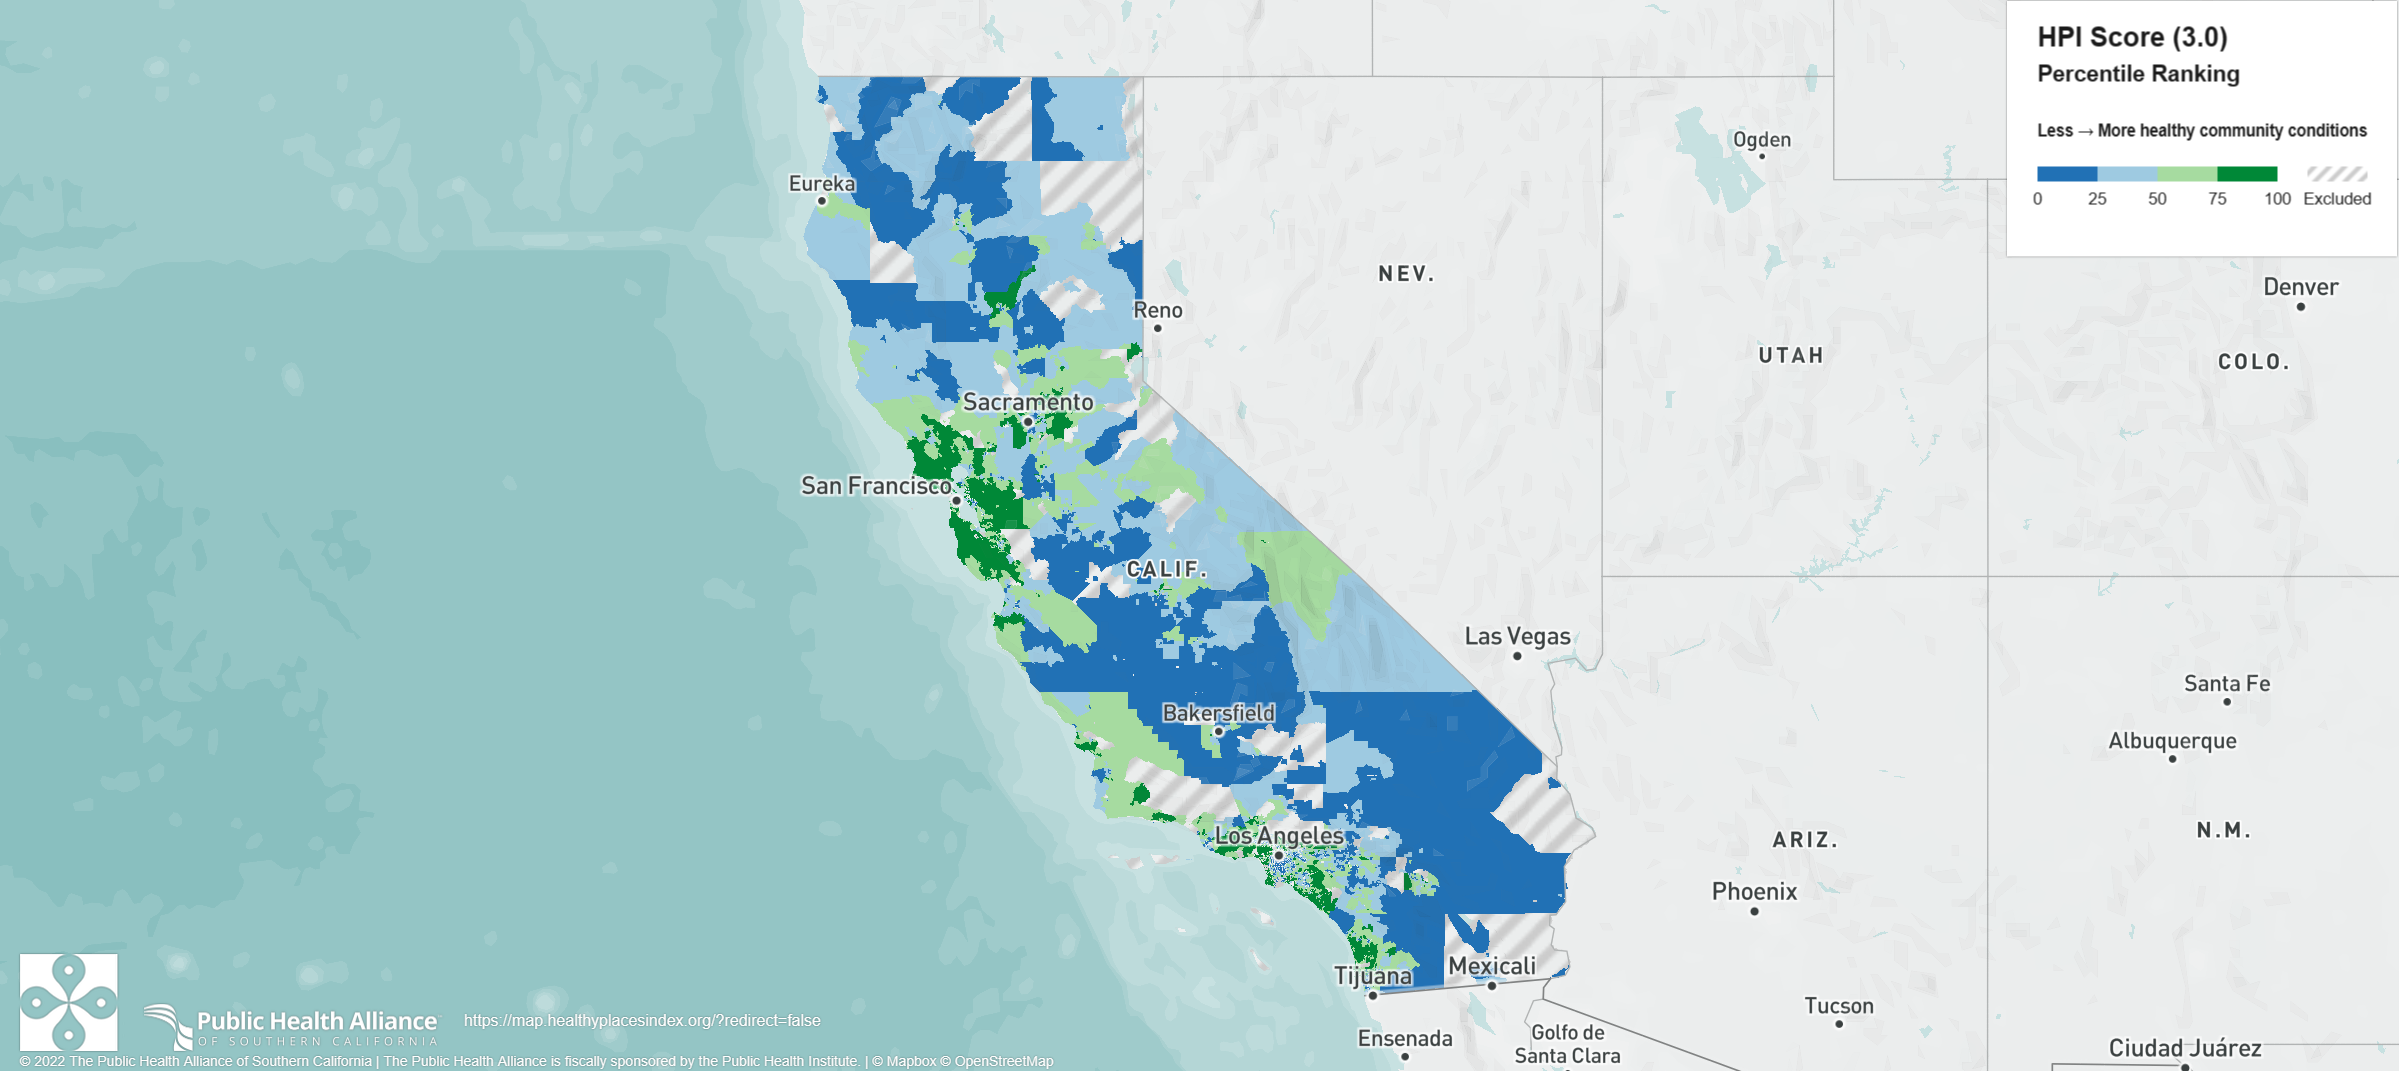 HPI Score (3.0)
Percentile Ranking
Less → More healthy community conditions
0 25 50 75 100 Excluded
Ogden
Eureka
NEV.
Denver
Reno
UTAH
COLO.
Sacramento
San Francisco
CALIF.
Las Vegas
Santa Fe
Bakersfield
Albuquerque
Los Angeles
ARIZ.
N.M.
Phoenix
Tijuana
Mexicali
Tucson
Ensenada
Golfo de
Santa Clara
Ciudad Juárez
Public Health Alliance
OF SOUTHERN CALIFORNIA
https://map.healthyplacesindex.org/?redirect=false
© 2022 The Public Health Alliance of Southern California | The Public Health Alliance is fiscally sponsored by the Public Health Institute. | © Mapbox © OpenStreetMap